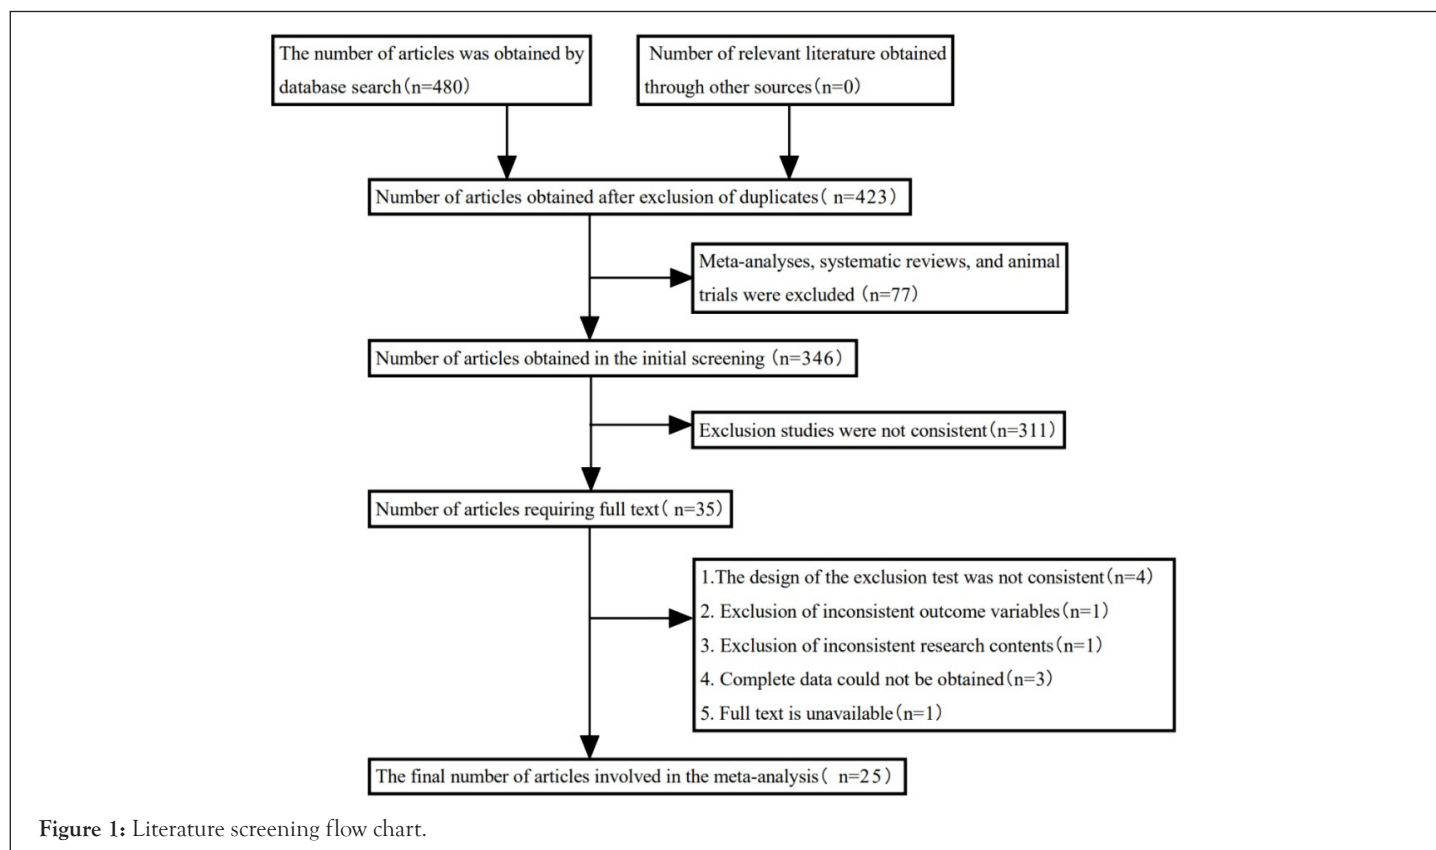 The number of articles was obtained by
database search(n=480)
Number of relevant literature obtained
through other sources(n=0)
Number of articles obtained after exclusion of duplicates( n=423)
Meta-analyses, systematic reviews, and animal
trials were excluded (n=77)
Number of articles obtained in the initial screening (n=346)
Exclusion studies were not consistent(n=311)
Number of articles requiring full text( n=35)
1.The design of the exclusion test was not consistent(n=4)
2. Exclusion of inconsistent outcome variables(n=1)
3. Exclusion of inconsistent research contents(n=1)
4. Complete data could not be obtained(n=3)
5. Full text is unavailable(n=1)
The final number of articles involved in the meta-analysis( n=25)
Figure 1: Literature screening flow chart.